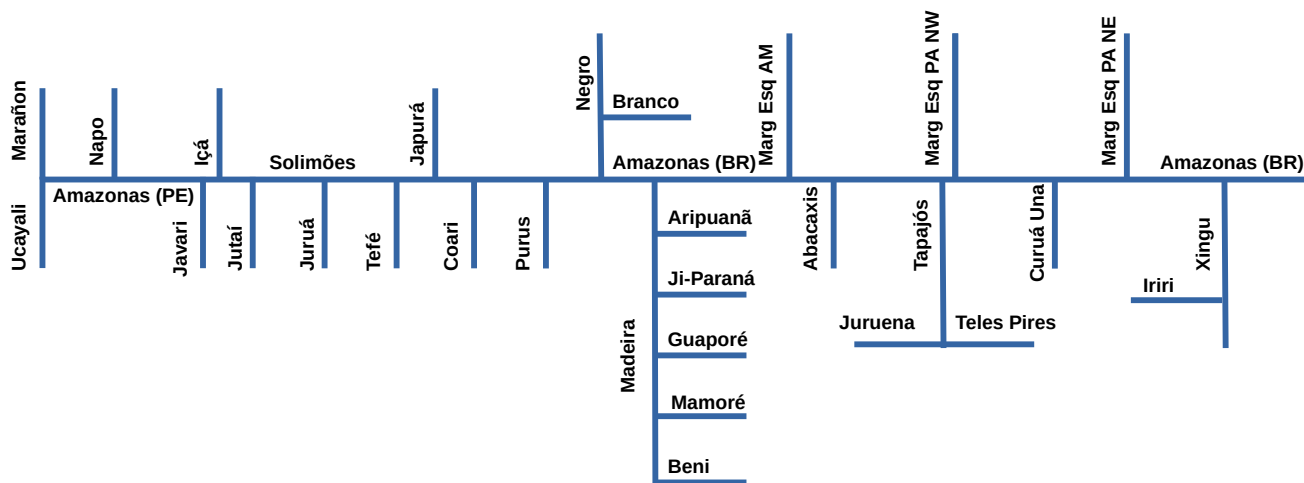 Marañon
Napo
Içá
Solimões
Japurá
Negro
Branco
Amazonas (BR)
Marg Esq AM
Marg Esq PA NW
Marg Esq PA NE
Amazonas (BR)
Ucayali
Amazonas (PE)
Javari
Jutaí
Juruá
Tefé
Coari
Purus
Madeira
Aripuanã
Ji-Paraná
Guaporé
Mamoré
Beni
Abacaxis
Tapajós
Juruena
Teles Pires
Curuá Una
Iriri
Xingu